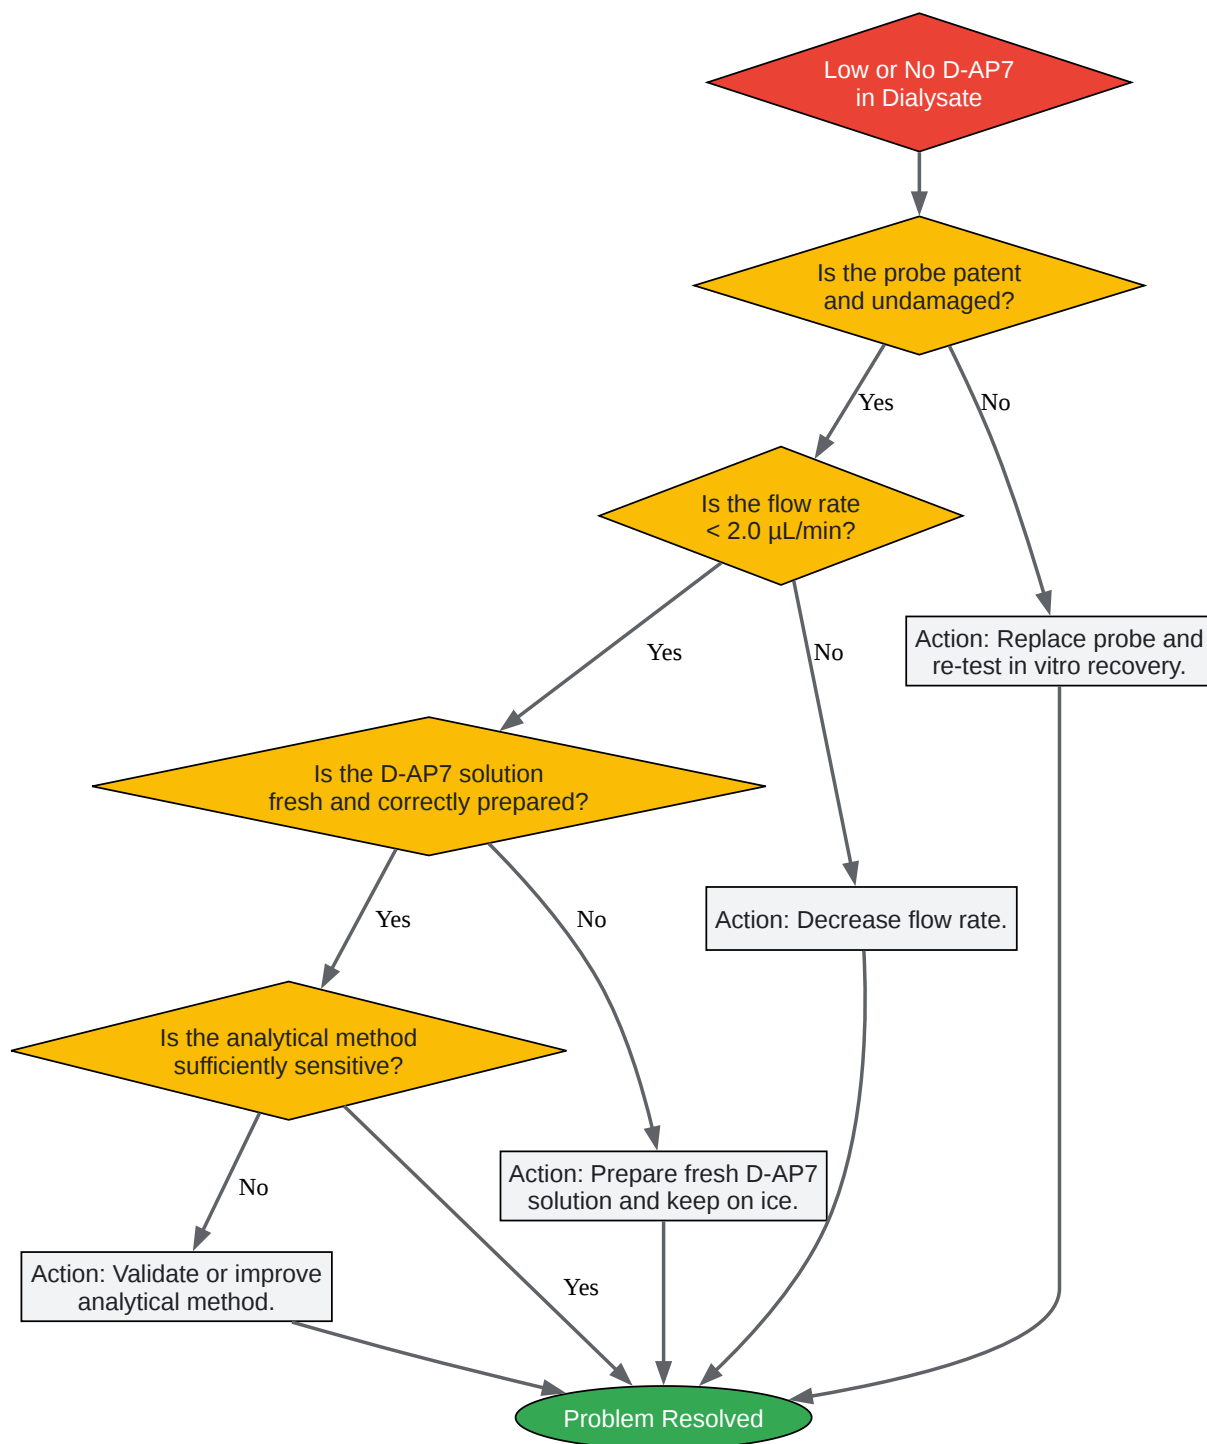 Low or No D-AP7
in Dialysate
Is the probe patent
and undamaged?
Yes
No
Is the flow rate
< 2.0 µL/min?
Yes
No
Action: Replace probe and
re-test in vitro recovery.
Is the D-AP7 solution
fresh and correctly prepared?
Yes
No
Action: Decrease flow rate.
Is the analytical method
sufficiently sensitive?
No
Yes
Action: Prepare fresh D-AP7
solution and keep on ice.
Action: Validate or improve
analytical method.
Problem Resolved